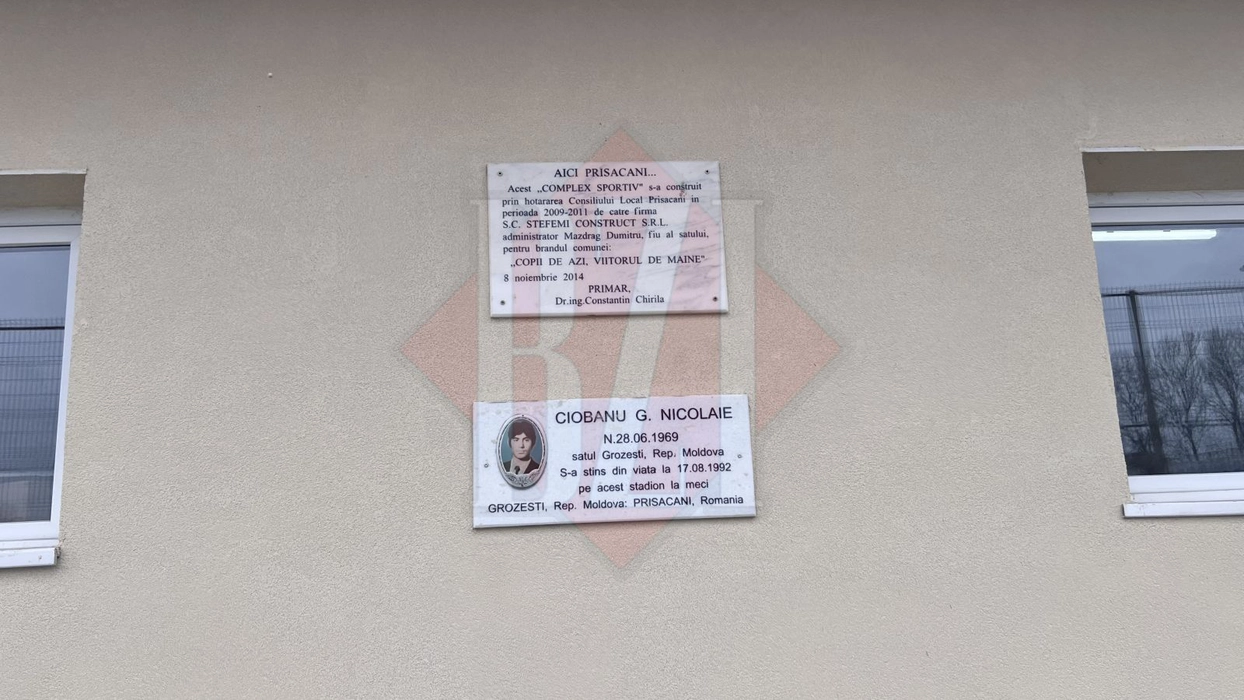 AICI PRISACANI...
Acest „COMPLEX SPORTIV" s-a construit
prin hotararea Consiliului Local Prisacani in
perioada 2009-2011 de catre firma
S.C. STEFEMI CONSTRUCT S.R.L.
administrator Mazdrag Dumitru, fiu al satului,
pentru brandul comunei:
„COPII DE AZI, VIITORUL DE MAINE"
8 noiembrie 2014
PRIMAR,
Dr.ing.Constantin Chirila
BZI
CIOBANU G. NICOLAIE
N.28.06.1969
satul Grozesti, Rep. Moldova
S-a stins din viata la 17.08.1992
pe acest stadion la meci
GROZESTI, Rep. Moldova: PRISACANI, Romania